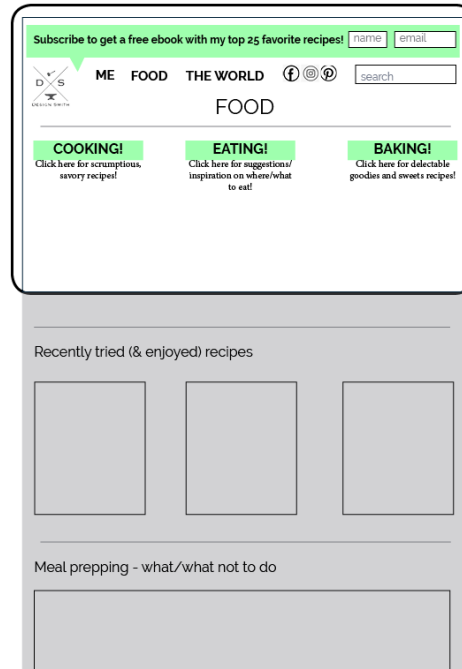 Subscribe to get a free ebook with my top 25 favorite recipes!
name
email
D S
DESIGN SMITH
ME
FOOD
THE WORLD
search
FOOD
COOKING!
Click here for scrumptious,
savory recipes!
EATING!
Click here for suggestions/
inspiration on where/what
to eat!
BAKING!
Click here for delectable
goodies and sweets recipes!
Recently tried (& enjoyed) recipes
Meal prepping - what/what not to do